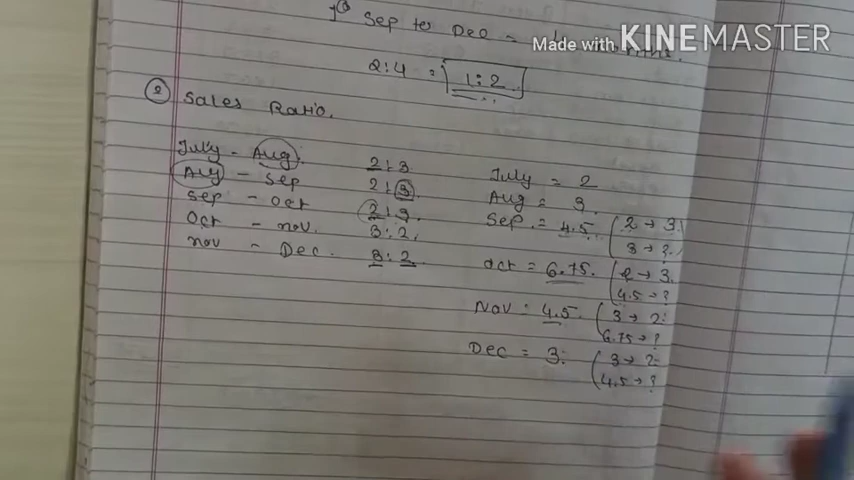 Sep to Dec =
Made with KINEMASTER
2:4 = 1:2
② Sales Ratio.
July - Aug. 2:3
Aug - Sep 2:3
Sep - Oct 2:3.
Oct - nov. 3:2.
nov - Dec. 3:2
July = 2
Aug = 3.
Sep. = 4.5 ( 2 → 3.
3 → ?
Oct = 6.75. ( 2 → 3.
4.5 → ?
Nov = 4.5. ( 3 → 2
6.75 → ?
Dec = 3. ( 3 → 2
4.5 → ?